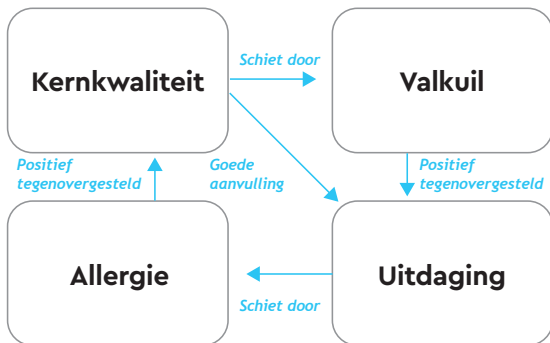 Schiet door
Kernkwaliteit
Valkuil
Positief
tegenovergesteld
Goede
aanvulling
Positief
tegenovergesteld
Allergie
Uitdaging
Schiet door